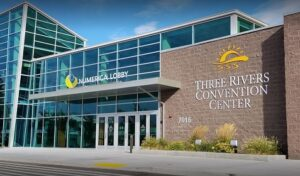 NUMERICA LOBBY
THREE RIVERS
CONVENTION
CENTER
7016